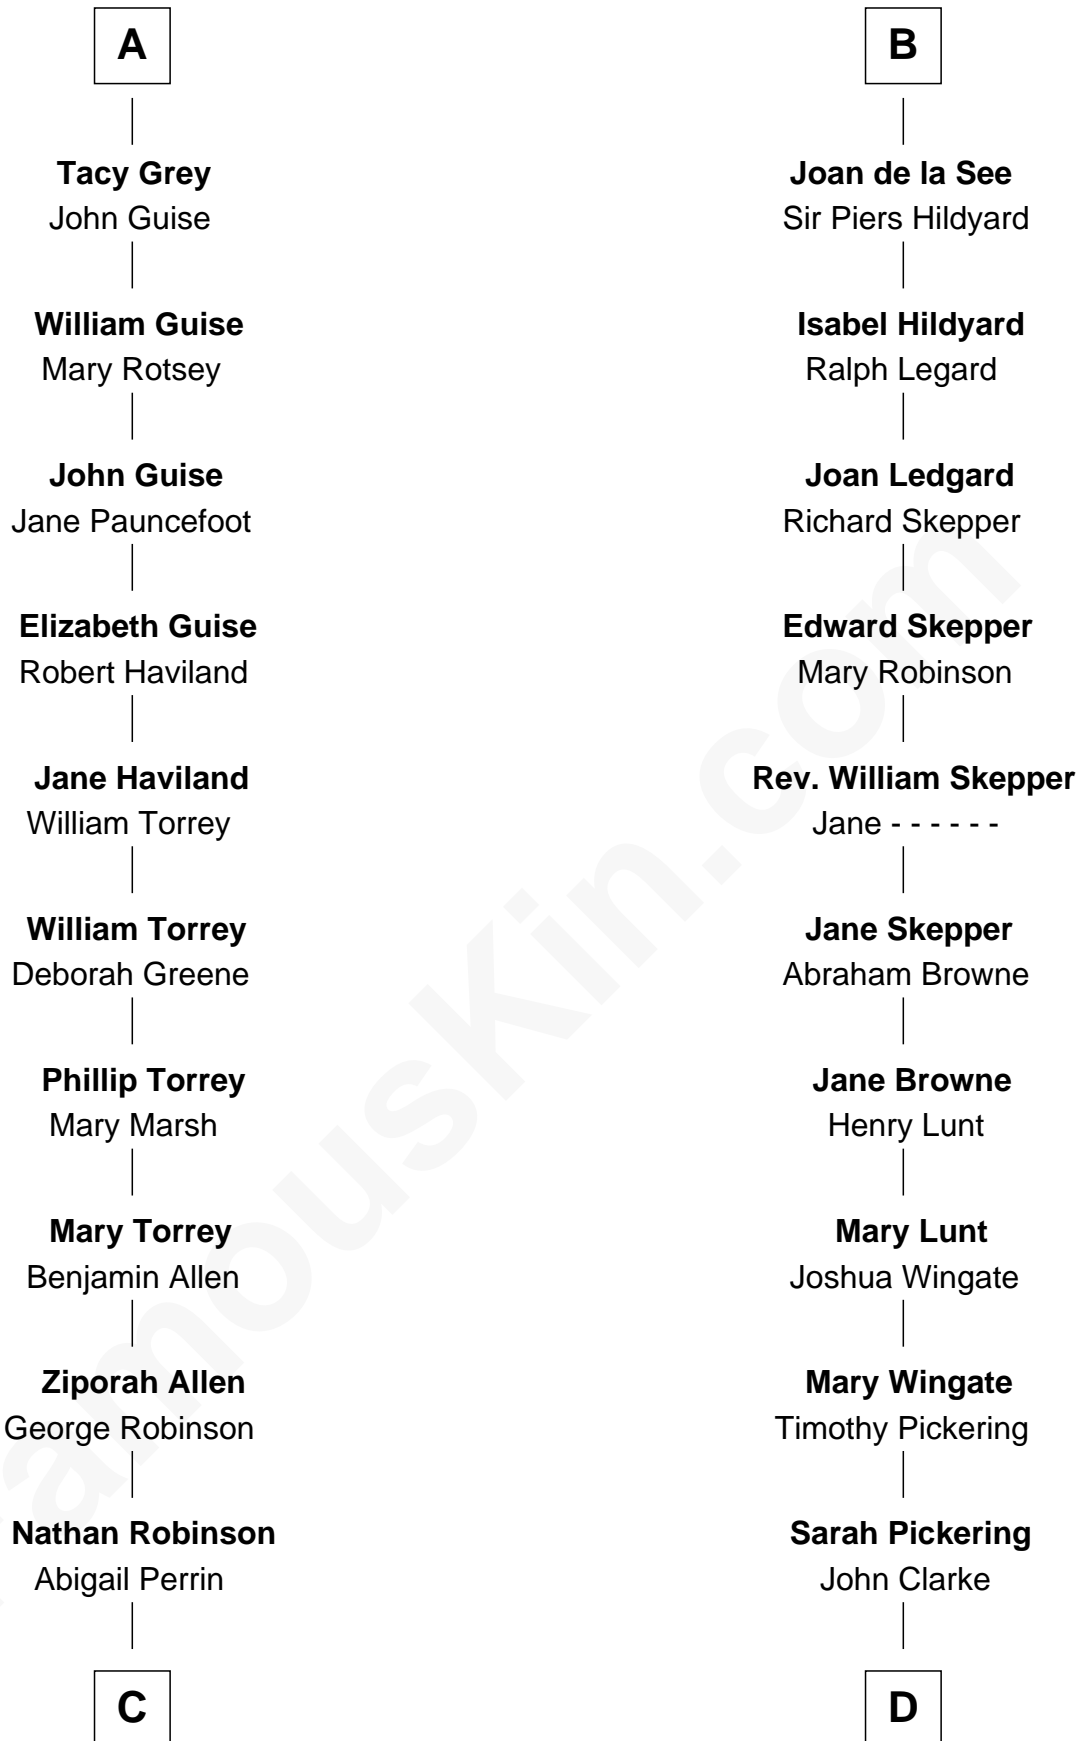 A
Tacy Grey
John Guise
William Guise
Mary Rotsey
John Guise
Jane Pauncefoot
Elizabeth Guise
Robert Haviland
Jane Haviland
William Torrey
William Torrey
Deborah Greene
Phillip Torrey
Mary Marsh
Mary Torrey
Benjamin Allen
Ziporah Allen
George Robinson
Nathan Robinson
Abigail Perrin
C
B
Joan de la See
Sir Piers Hildyard
Isabel Hildyard
Ralph Legard
Joan Ledgard
Richard Skepper
Edward Skepper
Mary Robinson
Rev. William Skepper
Jane - - - - - -
Jane Skepper
Abraham Browne
Jane Browne
Henry Lunt
Mary Lunt
Joshua Wingate
Mary Wingate
Timothy Pickering
Sarah Pickering
John Clarke
D
FamousKin.com